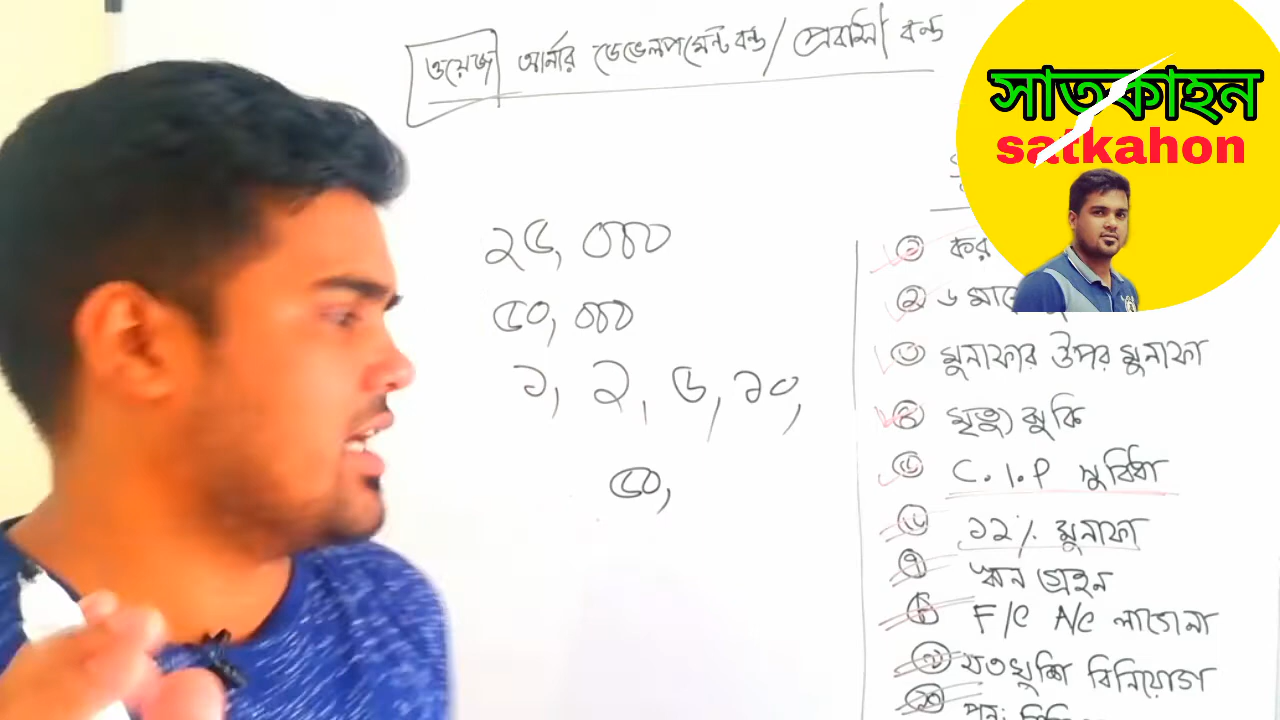 ওয়েজ আর্নার ডেভেলপমেন্ট বন্ড / প্রবাসী বন্ড
সাতকাহন
satkahon
২৫,০০০
৫০,০০০
১, ২, ৫, ১০,
৫০,
১ কর
২ ৬ মাসে
৩ মুনাফার উপর মুনাফা
৪ মৃত্যু ঝুকি
৫ C.I.P সুবিধা
৬ ১২% মুনাফা
৭ ঋন গ্রহন
৮ F/C A/C লাগেনা
৯ যতখুশি বিনিয়োগ
১০ পুনঃ